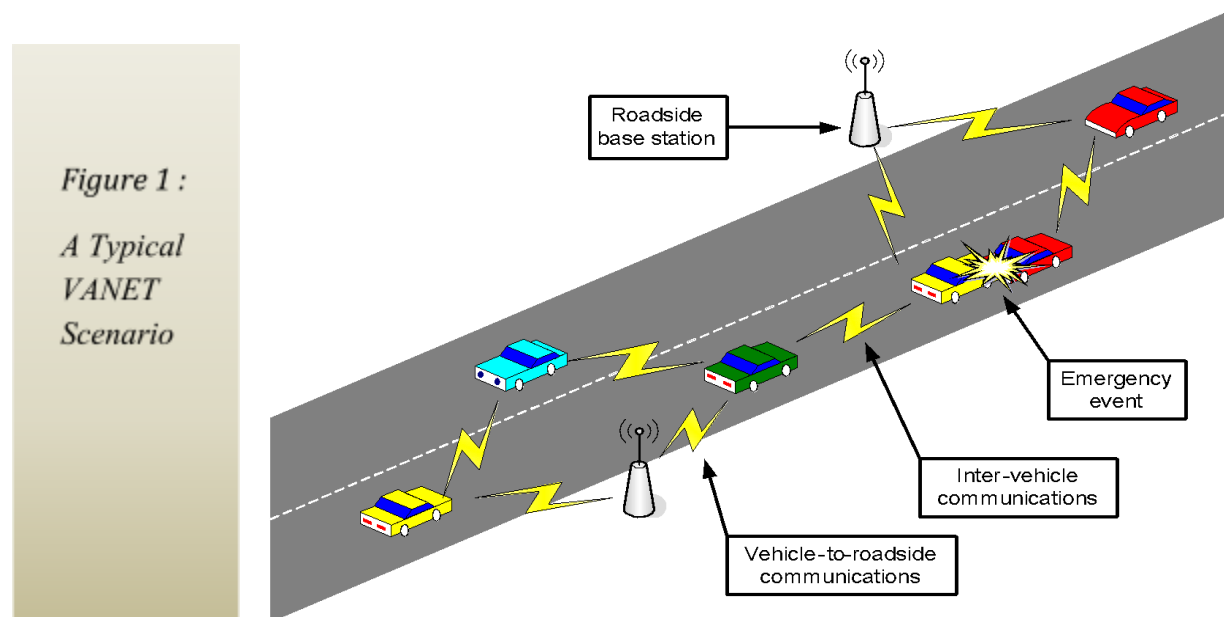 Figure 1 :
A Typical
VANET
Scenario
Roadside
base station
Emergency
event
Inter-vehicle
communications
Vehicle-to-roadside
communications